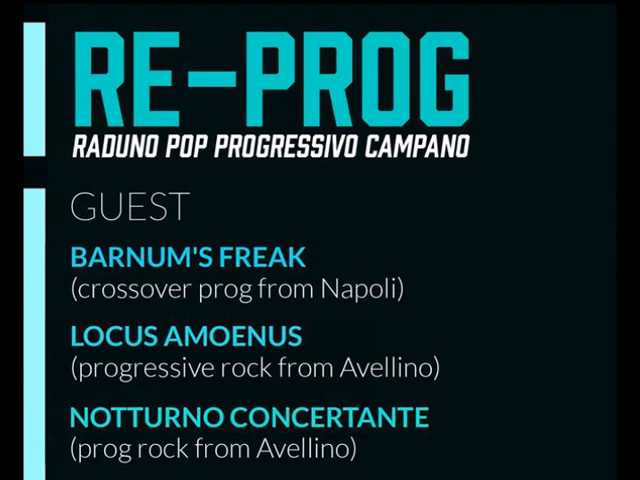 RE-PROG
RADUNO POP PROGRESSIVO CAMPANO
GUEST
BARNUM'S FREAK
(crossover prog from Napoli)
LOCUS AMOENUS
(progressive rock from Avellino)
NOTTURNO CONCERTANTE
(prog rock from Avellino)